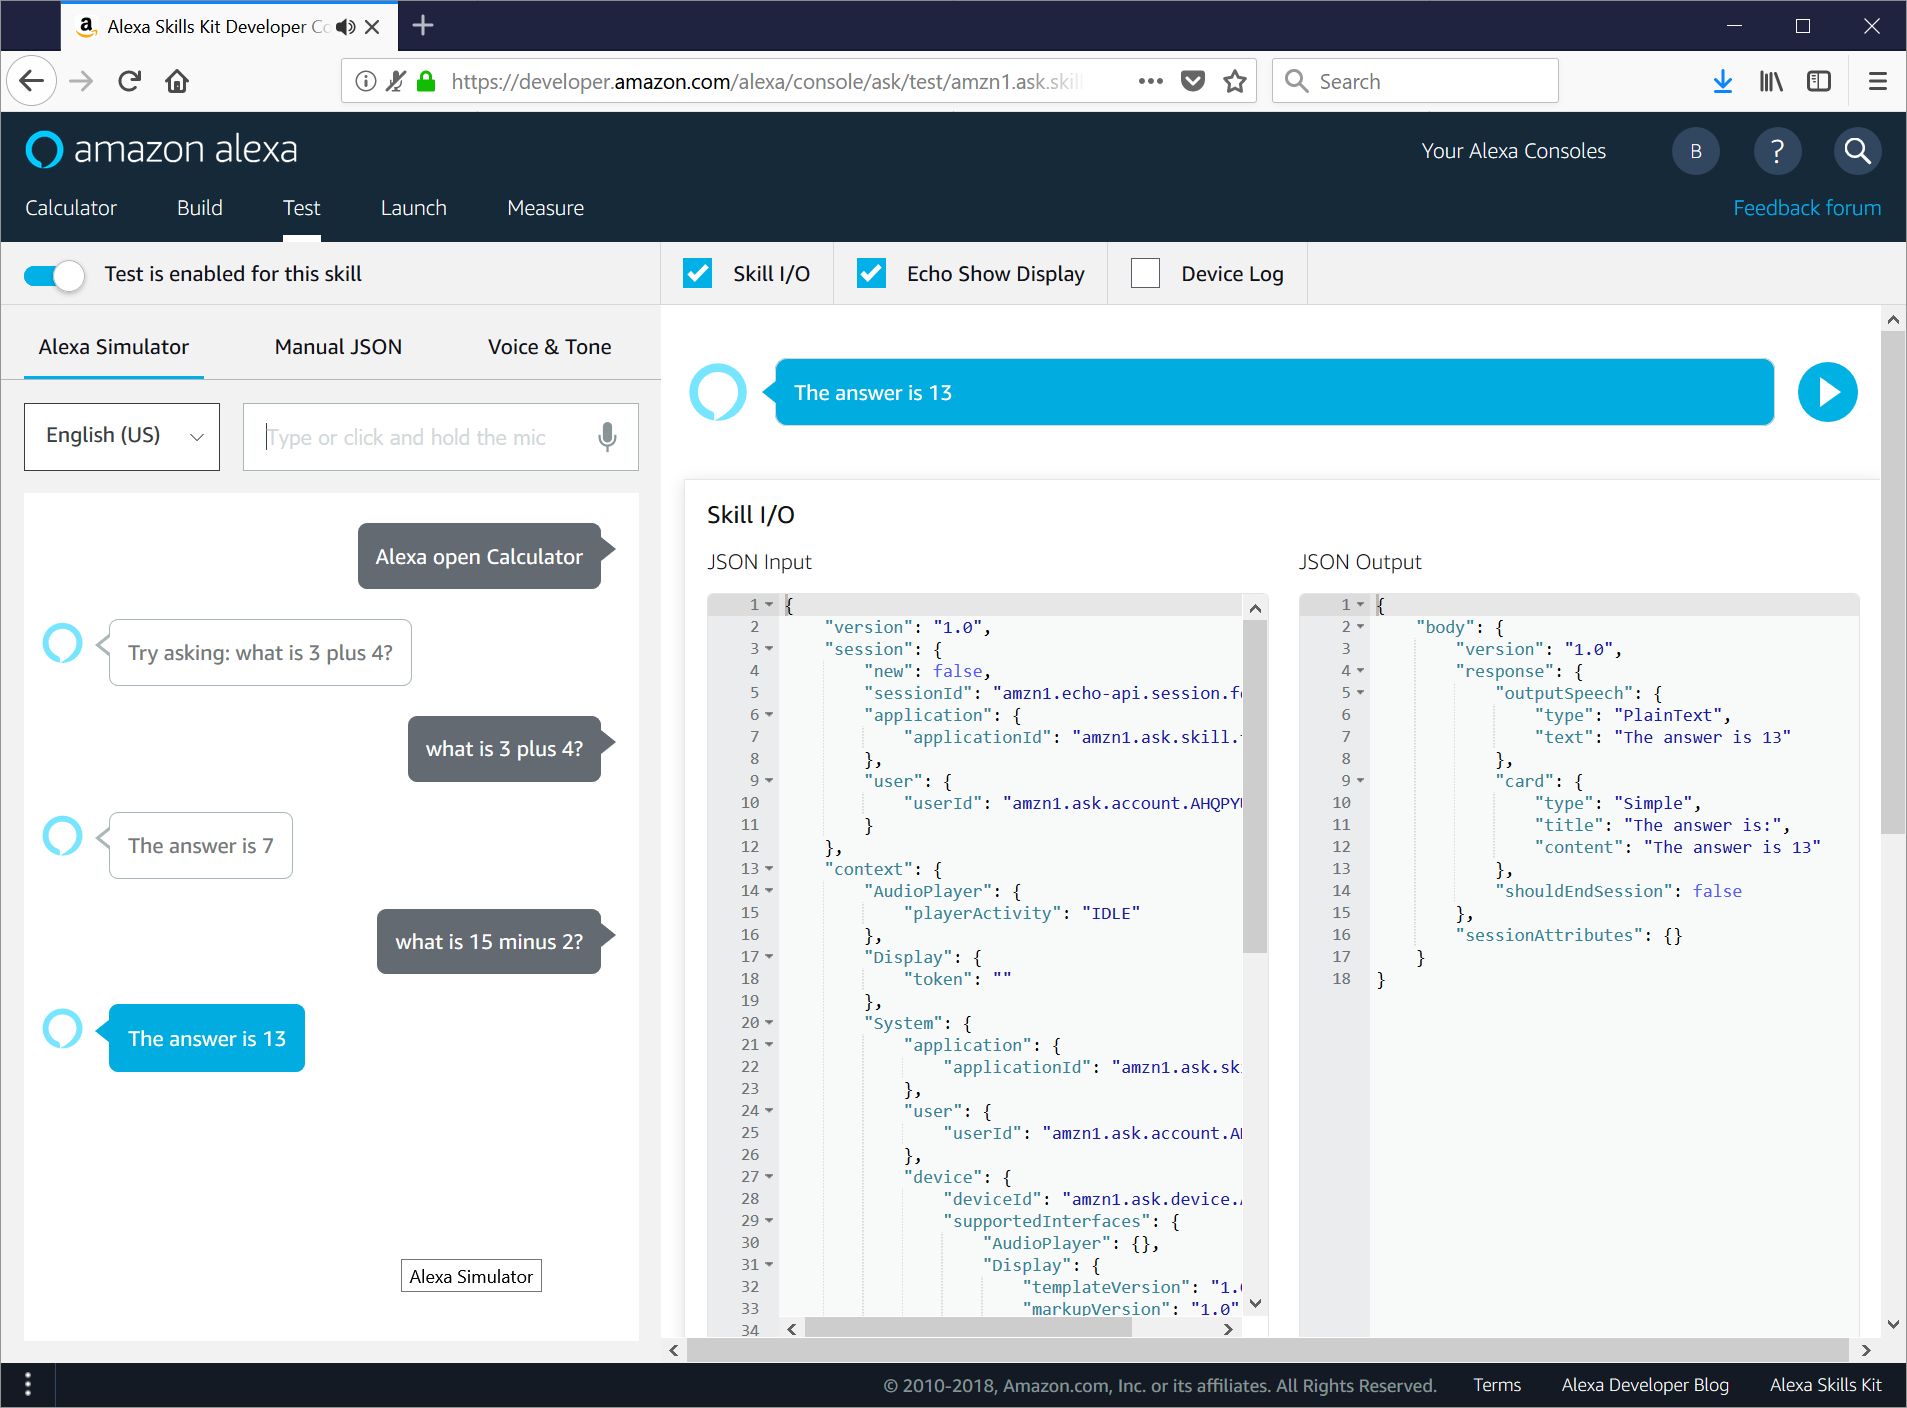 Alexa Skills Kit Developer Co
https://developer.amazon.com/alexa/console/ask/test/amzn1.ask.skil
Search
amazon alexa
Your Alexa Consoles
B
?
Calculator
Build
Test
Launch
Measure
Feedback forum
Test is enabled for this skill
Skill I/O
Echo Show Display
Device Log
Alexa Simulator
Manual JSON
Voice & Tone
English (US)
Type or click and hold the mic
Alexa open Calculator
Try asking: what is 3 plus 4?
what is 3 plus 4?
The answer is 7
what is 15 minus 2?
The answer is 13
Alexa Simulator
The answer is 13
Skill I/O
JSON Input
1 {
2 "version": "1.0",
3 "session": {
4 "new": false,
5 "sessionId": "amzn1.echo-api.session.f
6 "application": {
7 "applicationId": "amzn1.ask.skill.
8 },
9 "user": {
10 "userId": "amzn1.ask.account.AHQPY
11 }
12 },
13 "context": {
14 "AudioPlayer": {
15 "playerActivity": "IDLE"
16 },
17 "Display": {
18 "token": ""
19 },
20 "System": {
21 "application": {
22 "applicationId": "amzn1.ask.sk
23 },
24 "user": {
25 "userId": "amzn1.ask.account.A
26 },
27 "device": {
28 "deviceId": "amzn1.ask.device.
29 "supportedInterfaces": {
30 "AudioPlayer": {},
31 "Display": {
32 "templateVersion": "1.
33 "markupVersion": "1.0"
34
JSON Output
1 {
2 "body": {
3 "version": "1.0",
4 "response": {
5 "outputSpeech": {
6 "type": "PlainText",
7 "text": "The answer is 13"
8 },
9 "card": {
10 "type": "Simple",
11 "title": "The answer is:",
12 "content": "The answer is 13"
13 },
14 "shouldEndSession": false
15 },
16 "sessionAttributes": {}
17 }
18 }
© 2010-2018, Amazon.com, Inc. or its affiliates. All Rights Reserved.
Terms
Alexa Developer Blog
Alexa Skills Kit